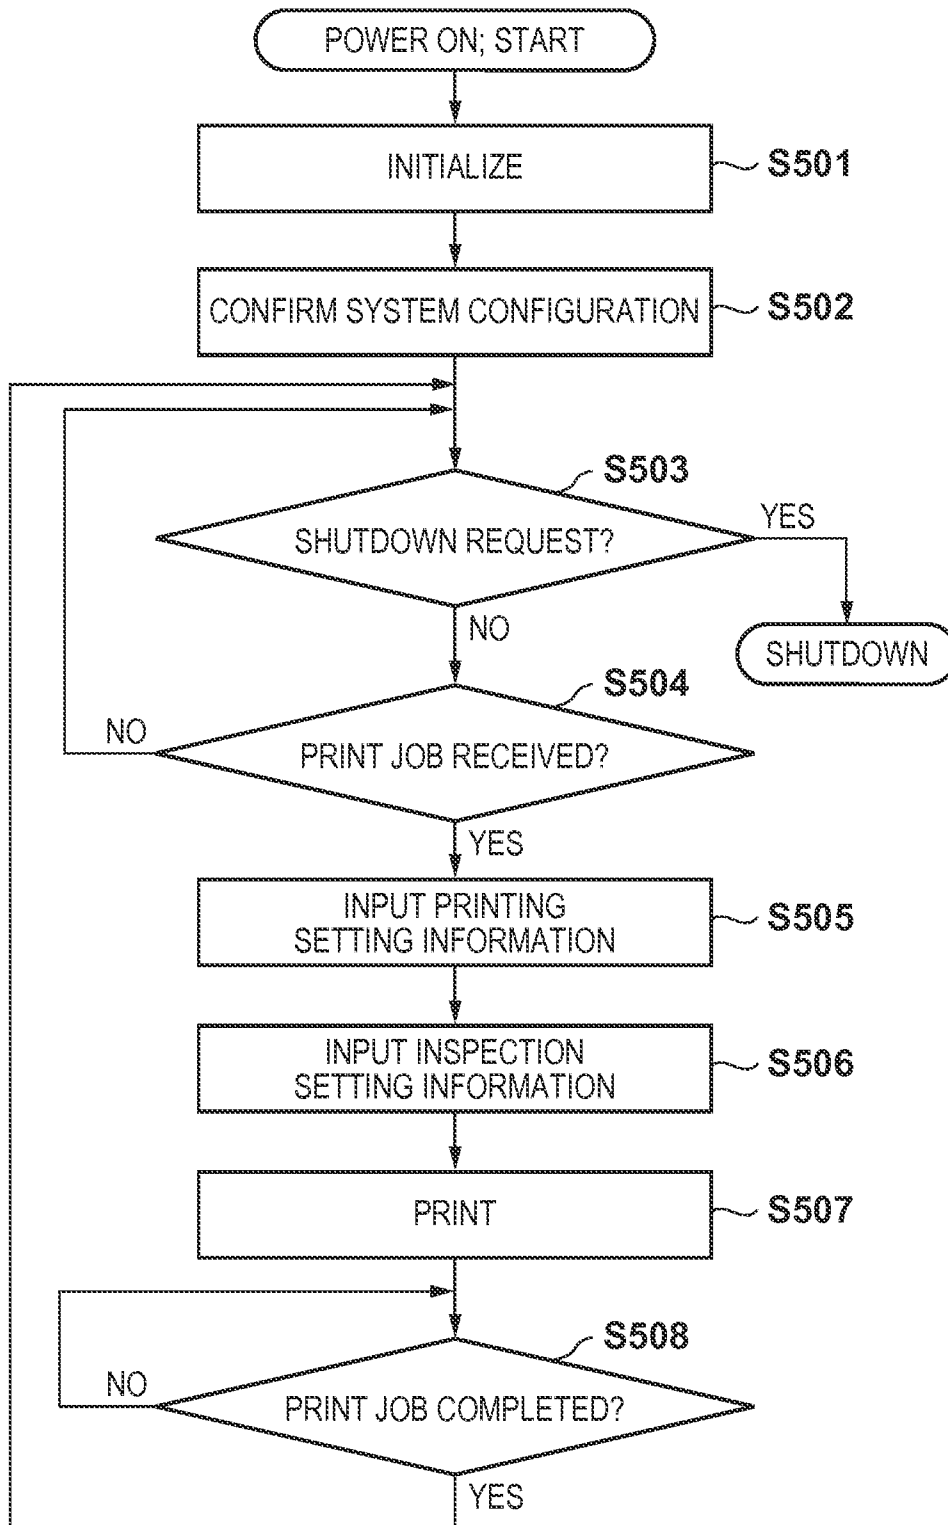 POWER ON; START
INITIALIZE
S501
CONFIRM SYSTEM CONFIGURATION
S502
S503
SHUTDOWN REQUEST?
YES
NO
SHUTDOWN
S504
NO
PRINT JOB RECEIVED?
YES
INPUT PRINTING
SETTING INFORMATION
S505
INPUT INSPECTION
SETTING INFORMATION
S506
PRINT
S507
S508
NO
PRINT JOB COMPLETED?
YES